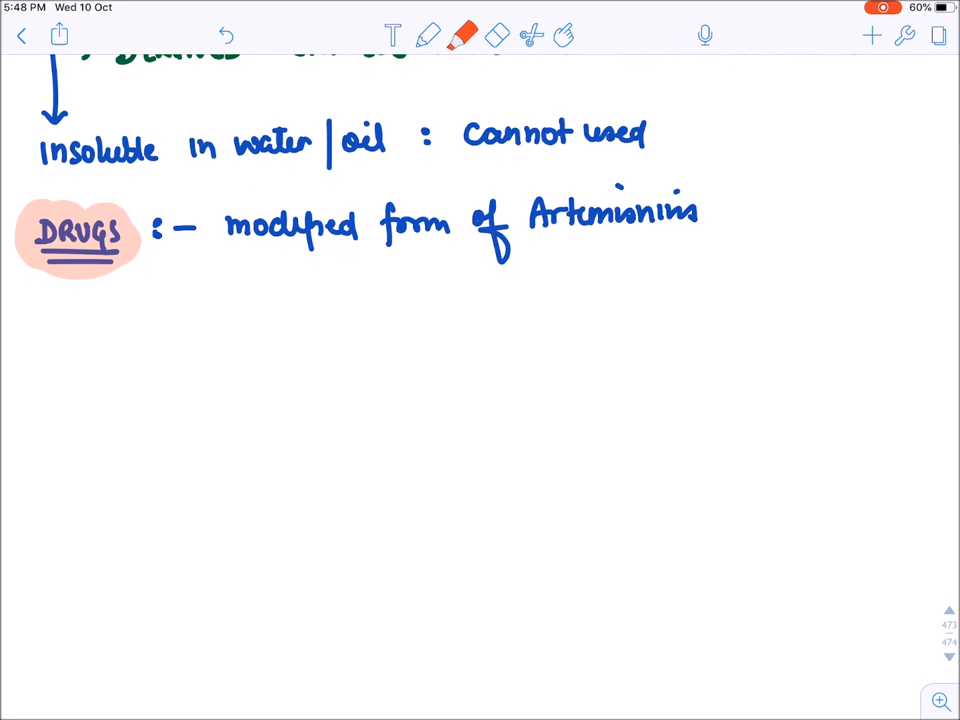 5:48 PM Wed 10 Oct 60%
T
Insoluble in water / oil : cannot used
DRUGS :- modified form of Artemisnins
473
474